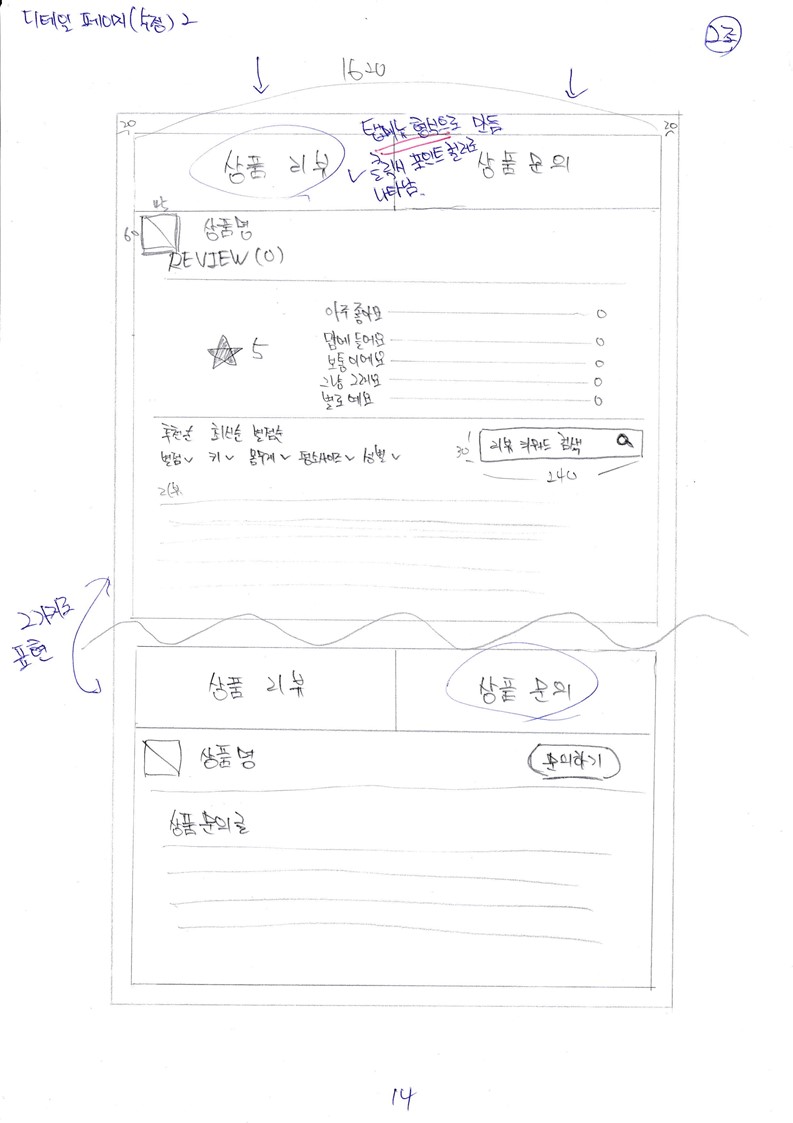 디테일 페이지(수정) 2
2조
1620
20
20
탭메뉴 형식으로 만듦
상품 리뷰
✓ 클릭시 포인트 컬러로
나타남.
상품 문의
60
상품명
REVIEW (0)
5
아주 좋아요 0
맘에 들어요 0
보통이에요 0
그냥 그래요 0
별로예요 0
추천순 최신순 별점순
별점 키 몸무게 평소사이즈 성별
30
리뷰 키워드 검색
240
리뷰
2가지로
표현
상품 리뷰
상품 문의
상품명
문의하기
상품 문의글
14